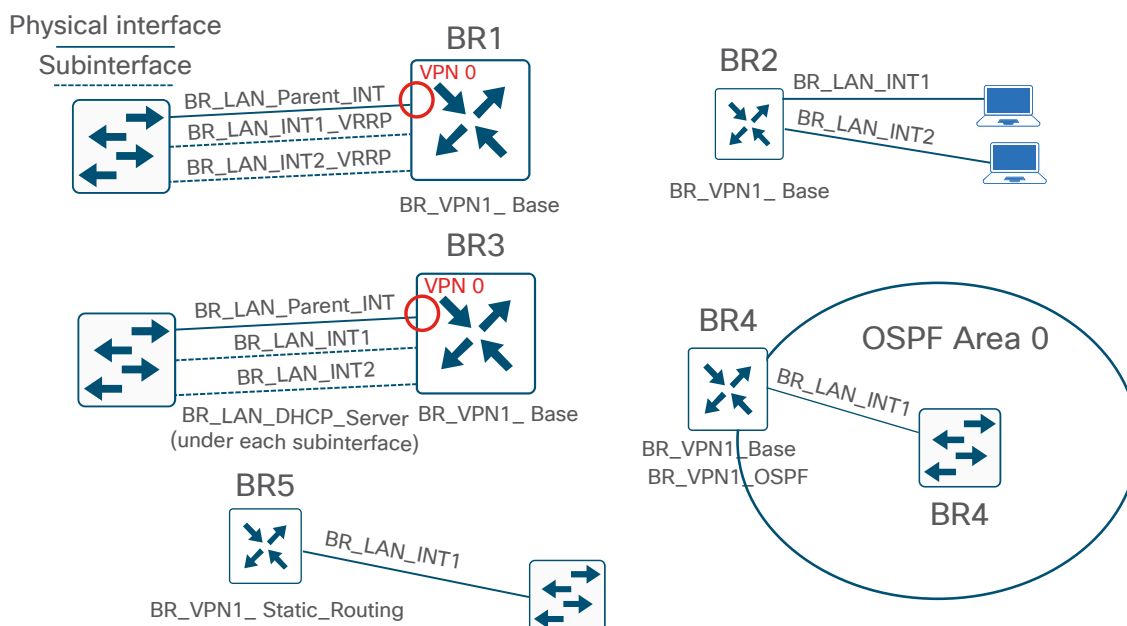 Physical interface
Subinterface
BR1
VPN 0
BR_LAN_Parent_INT
BR_LAN_INT1_VRRP
BR_LAN_INT2_VRRP
BR_VPN1_ Base
BR2
BR_LAN_INT1
BR_LAN_INT2
BR_VPN1_ Base
BR3
VPN 0
BR_LAN_Parent_INT
BR_LAN_INT1
BR_LAN_INT2
BR_LAN_DHCP_Server
(under each subinterface)
BR_VPN1_ Base
BR4
OSPF Area 0
BR_LAN_INT1
BR_VPN1_Base
BR_VPN1_OSPF
BR4
BR5
BR_LAN_INT1
BR_VPN1_ Static_Routing